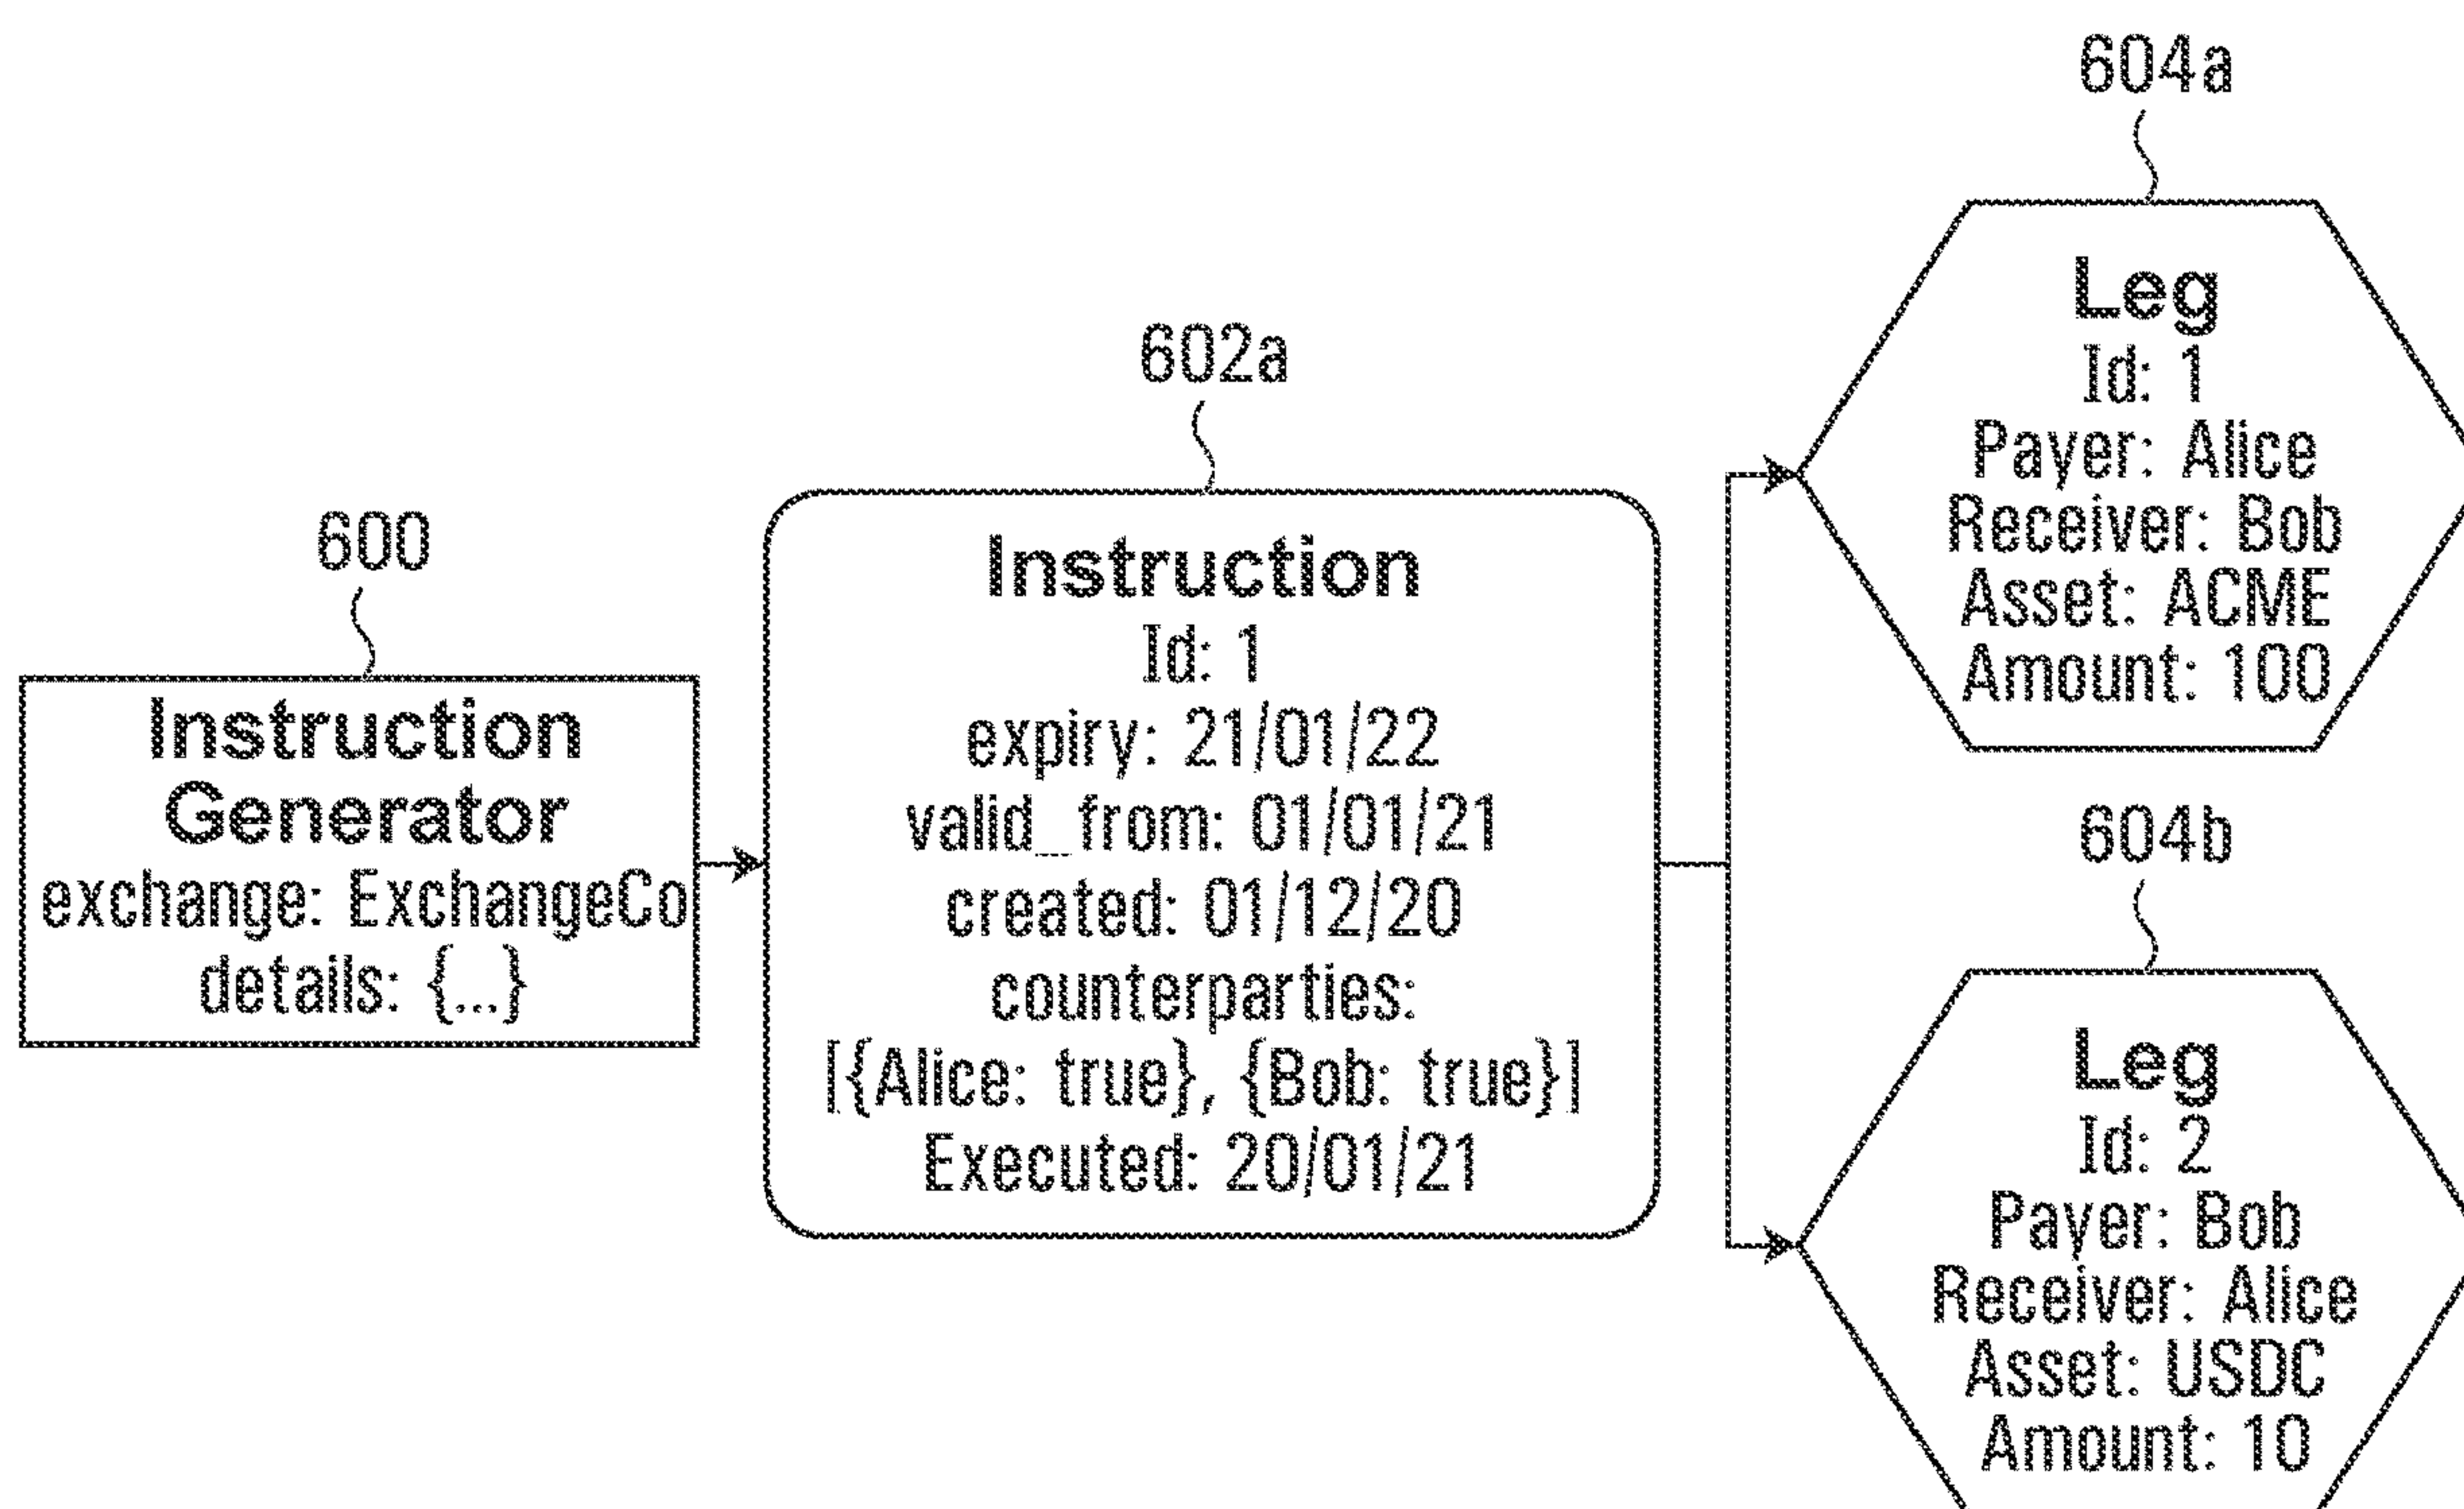 600
Instruction
Generator
exchange: ExchangeCo
details: {...}
602a
Instruction
Id: 1
expiry: 21/01/22
valid_from: 01/01/21
created: 01/12/20
counterparties:
[{Alice: true}, {Bob: true}]
Executed: 20/01/21
604a
Leg
Id: 1
Payer: Alice
Receiver: Bob
Asset: ACME
Amount: 100
604b
Leg
Id: 2
Payer: Bob
Receiver: Alice
Asset: USDC
Amount: 10